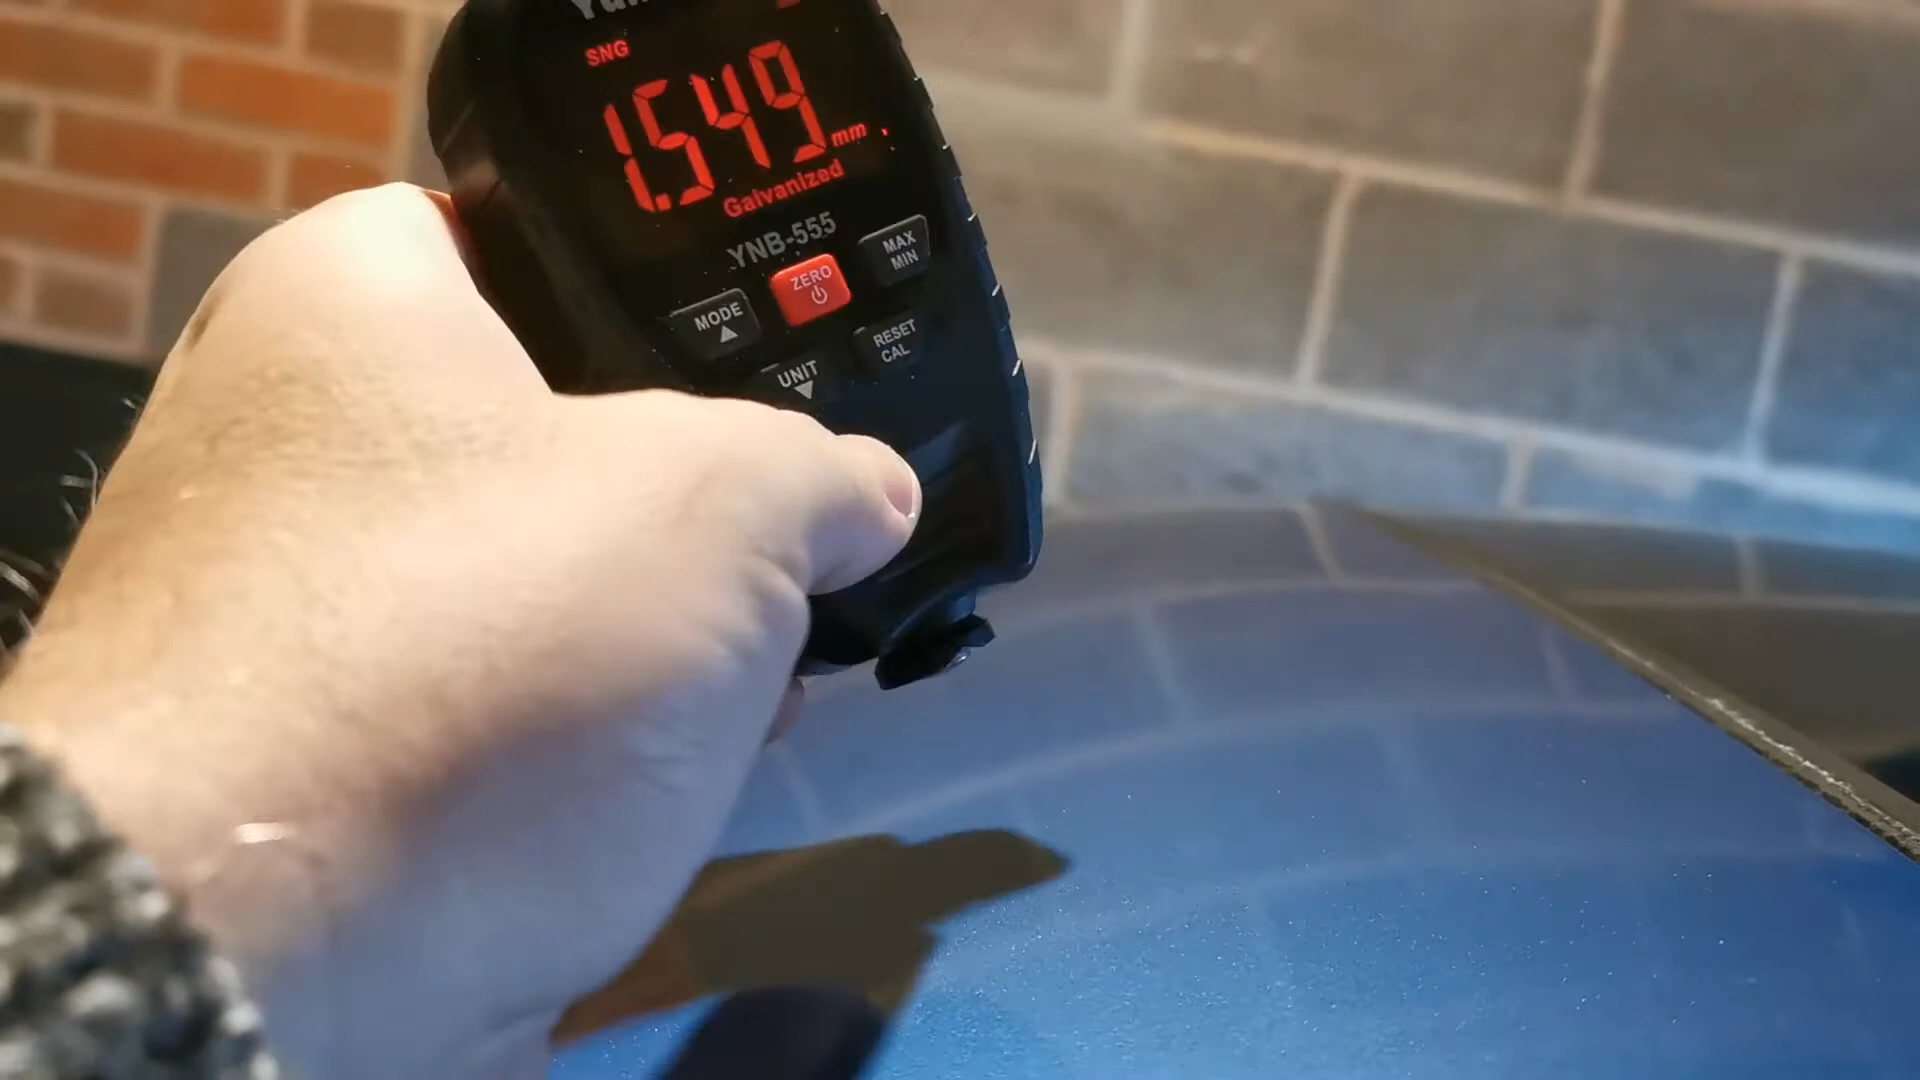 SNG
1.549 mm
Galvanized
YNB-555
MAX
MIN
ZERO
MODE
RESET
CAL
UNIT